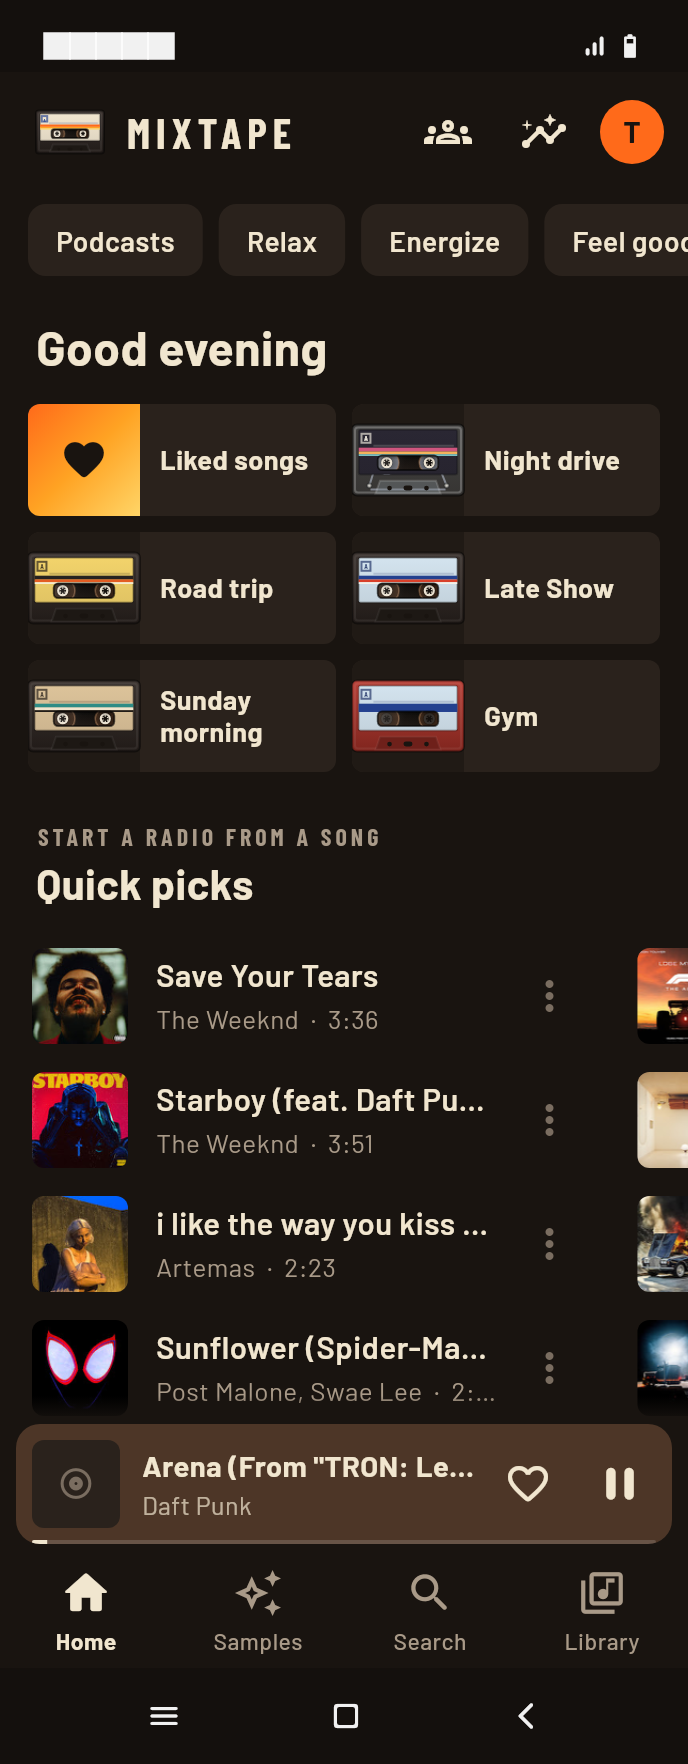 MIXTAPE
T
Podcasts
Relax
Energize
Feel good
Good evening
Liked songs
Night drive
Road trip
Late Show
Sunday
morning
Gym
START A RADIO FROM A SONG
Quick picks
Save Your Tears
The Weeknd · 3:36
STARBOY
Starboy (feat. Daft Pu...
The Weeknd · 3:51
i like the way you kiss ...
Artemas · 2:23
Sunflower (Spider-Ma...
Post Malone, Swae Lee · 2:...
Arena (From "TRON: Le...
Daft Punk
Home
Samples
Search
Library